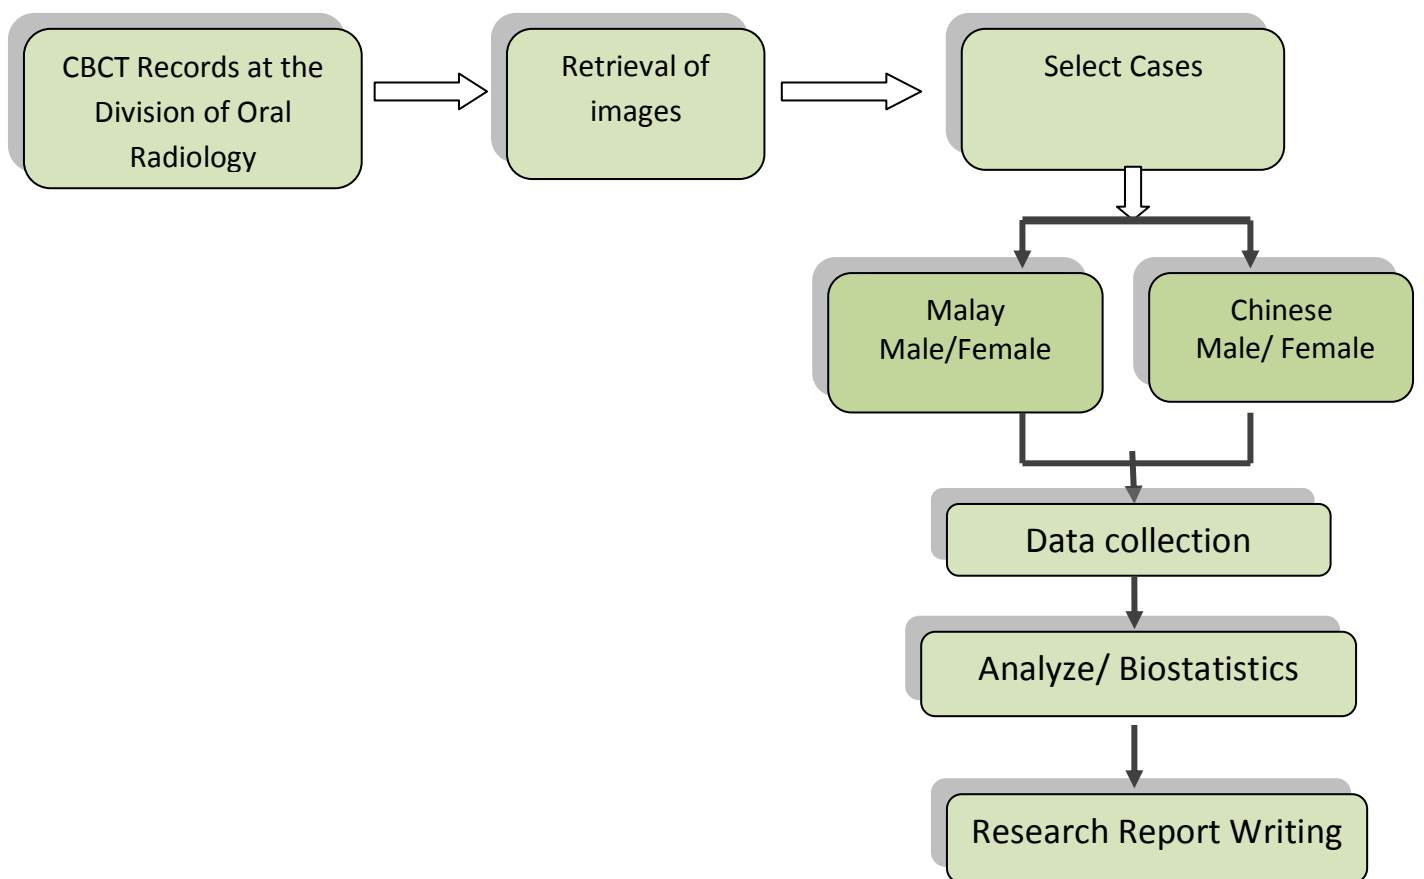 CBCT Records at the
Division of Oral
Radiology
Retrieval of
images
Select Cases
Malay
Male/Female
Chinese
Male/ Female
Data collection
Analyze/ Biostatistics
Research Report Writing